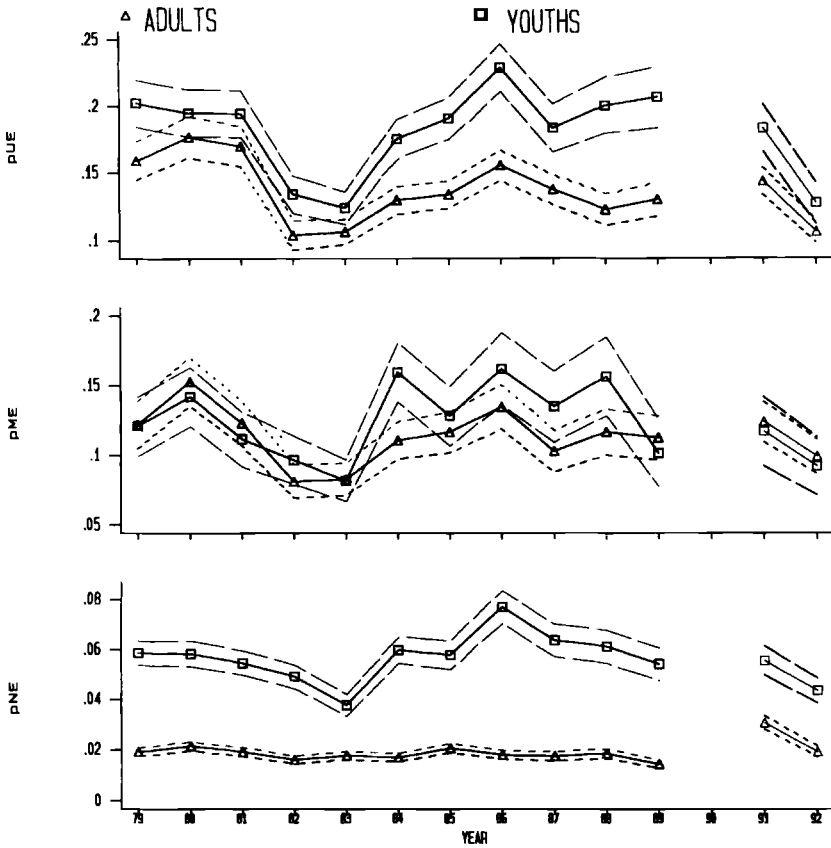 △ ADULTS
□ YOUTHS
.25
.2
.15
.1
pUE
.2
.15
.1
.05
pME
.08
.06
.04
.02
0
pNE
79 80 81 82 83 84 85 86 87 88 89 90 91 92
YEAR